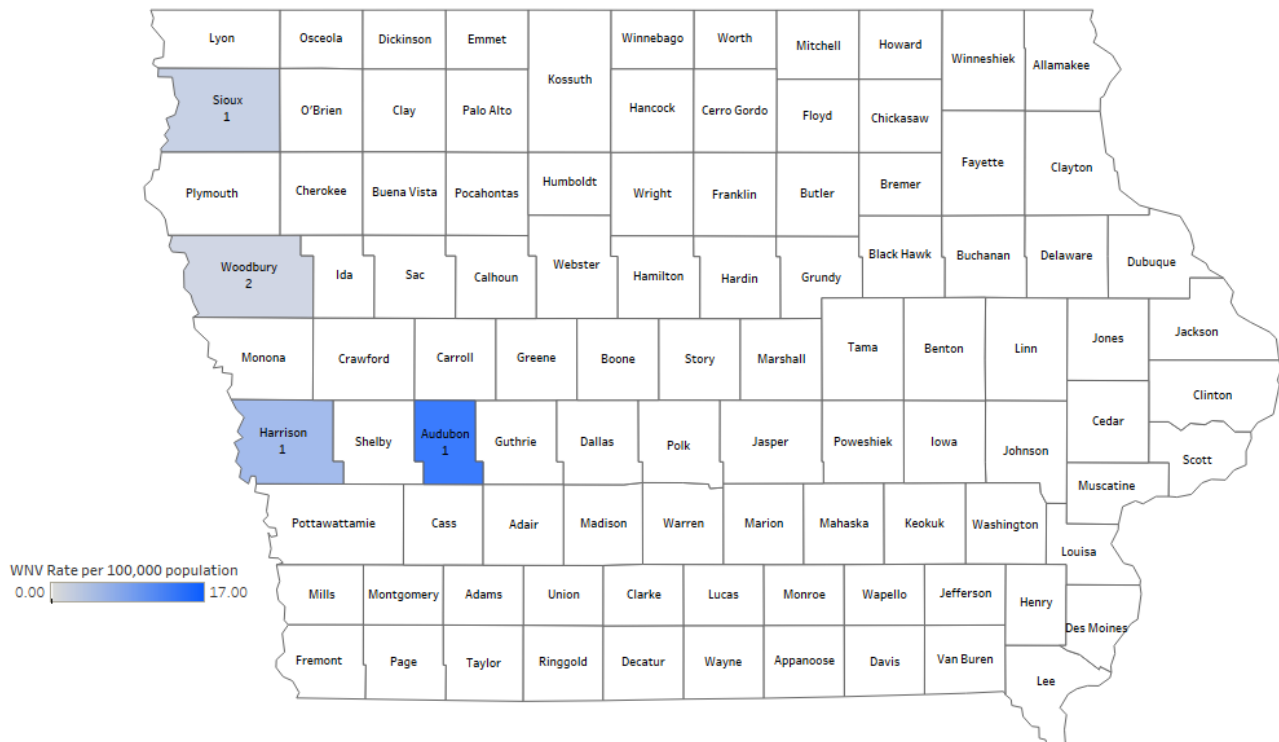 Lyon Osceola Dickinson Emmet Winnebago Worth Mitchell Howard Winneshiek Allamakee
Kossuth
Sioux O'Brien Clay Palo Alto Hancock Cerro Gordo Floyd Chickasaw
1
Fayette Clayton
Plymouth Cherokee Buena Vista Pocahontas Humboldt Wright Franklin Butler Bremer
Woodbury Ida Sac Calhoun Webster Hamilton Hardin Grundy Black Hawk Buchanan Delaware Dubuque
2
Monona Crawford Carroll Greene Boone Story Marshall Tama Benton Linn Jones Jackson
Clinton
Harrison Shelby Audubon Guthrie Dallas Polk Jasper Poweshiek Iowa Johnson Cedar
1 1
Scott
Muscatine
Pottawattamie Cass Adair Madison Warren Marion Mahaska Keokuk Washington
Louisa
WNV Rate per 100,000 population
0.00 17.00
Mills Montgomery Adams Union Clarke Lucas Monroe Wapello Jefferson Henry
Des Moines
Fremont Page Taylor Ringgold Decatur Wayne Appanoose Davis Van Buren
Lee